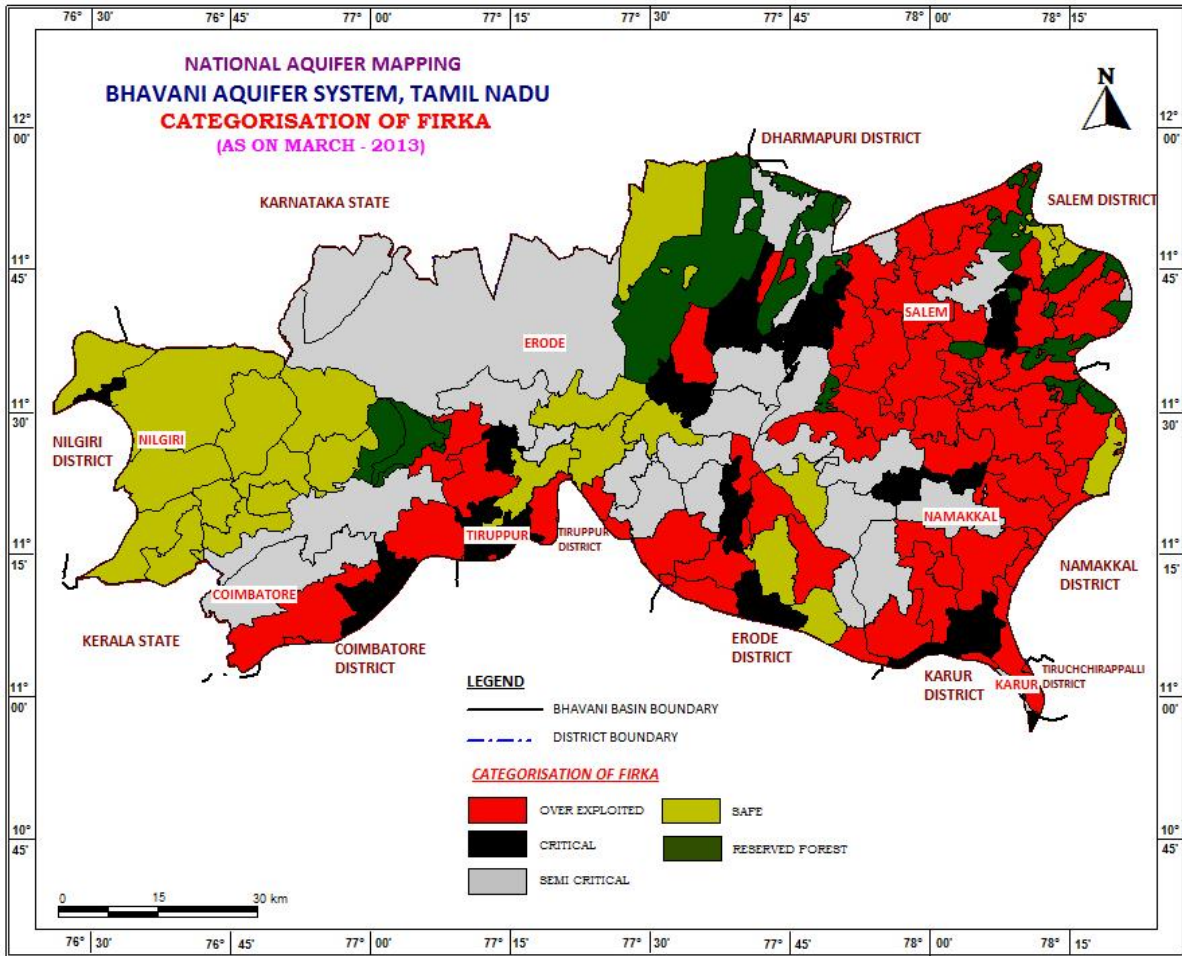 76° 30' 76° 45' 77° 00' 77° 15' 77° 30' 77° 45' 78° 00' 78° 15'
NATIONAL AQUIFER MAPPING
BHAVANI AQUIFER SYSTEM, TAMIL NADU
CATEGORISATION OF FIRKA
(AS ON MARCH - 2013)
N
12° 00'
12° 00'
DHARMAPURI DISTRICT
KARNATAKA STATE
SALEM DISTRICT
11° 45'
11° 45'
SALEM
ERODE
11° 30'
11° 30'
NILGIRI
DISTRICT
NILGIRI
NAMAKKAL
TIRUPPUR
TIRUPPUR
DISTRICT
11° 15'
11° 15'
NAMAKKAL
DISTRICT
COIMBATORE
KERALA STATE
COIMBATORE
DISTRICT
ERODE
DISTRICT
KARUR
DISTRICT
KARUR
TIRUCHCHIRAPPALLI
DISTRICT
11° 00'
11° 00'
LEGEND
BHAVANI BASIN BOUNDARY
DISTRICT BOUNDARY
CATEGORISATION OF FIRKA
OVER EXPLOITED
SAFE
CRITICAL
RESERVED FOREST
SEMI CRITICAL
10° 45'
10° 45'
0 15 30 km
76° 30' 76° 45' 77° 00' 77° 15' 77° 30' 77° 45' 78° 00' 78° 15'